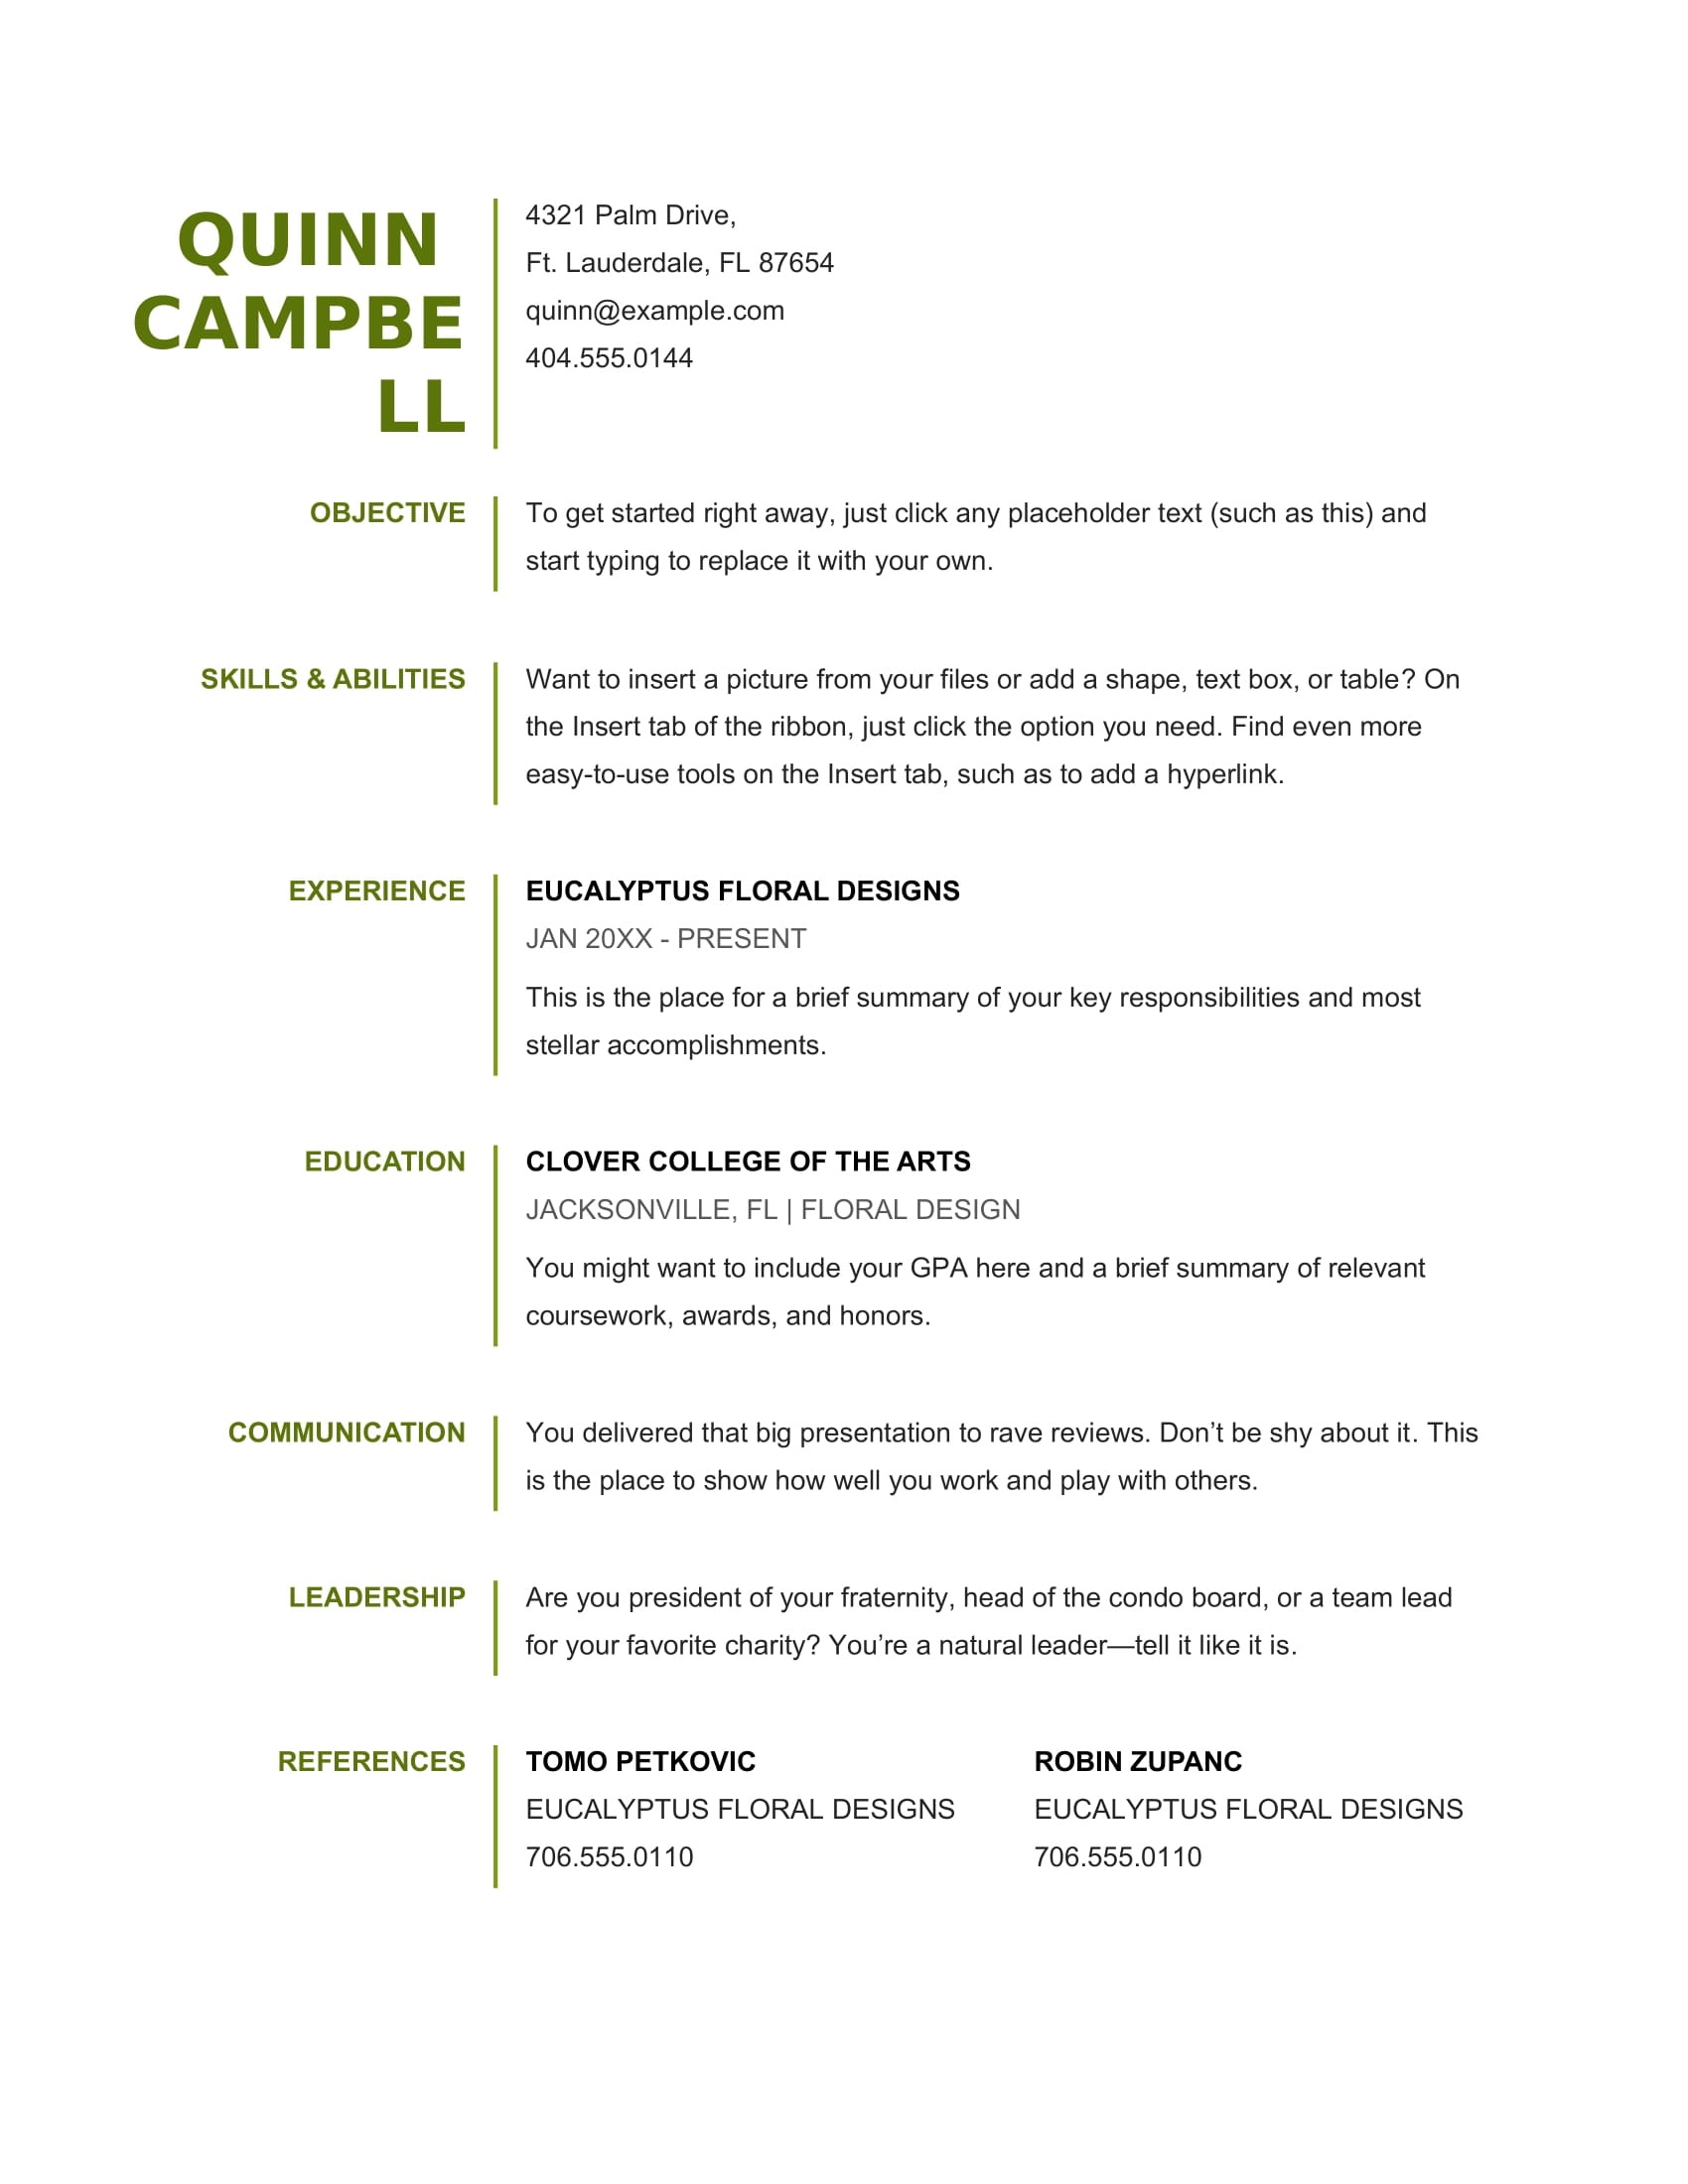 QUINN
CAMPBE
LL
4321 Palm Drive,
Ft. Lauderdale, FL 87654
quinn@example.com
404.555.0144
OBJECTIVE
To get started right away, just click any placeholder text (such as this) and
start typing to replace it with your own.
SKILLS & ABILITIES
Want to insert a picture from your files or add a shape, text box, or table? On
the Insert tab of the ribbon, just click the option you need. Find even more
easy-to-use tools on the Insert tab, such as to add a hyperlink.
EXPERIENCE
EUCALYPTUS FLORAL DESIGNS
JAN 20XX - PRESENT
This is the place for a brief summary of your key responsibilities and most
stellar accomplishments.
EDUCATION
CLOVER COLLEGE OF THE ARTS
JACKSONVILLE, FL | FLORAL DESIGN
You might want to include your GPA here and a brief summary of relevant
coursework, awards, and honors.
COMMUNICATION
You delivered that big presentation to rave reviews. Don’t be shy about it. This
is the place to show how well you work and play with others.
LEADERSHIP
Are you president of your fraternity, head of the condo board, or a team lead
for your favorite charity? You’re a natural leader—tell it like it is.
REFERENCES
TOMO PETKOVIC
EUCALYPTUS FLORAL DESIGNS
706.555.0110
ROBIN ZUPANC
EUCALYPTUS FLORAL DESIGNS
706.555.0110